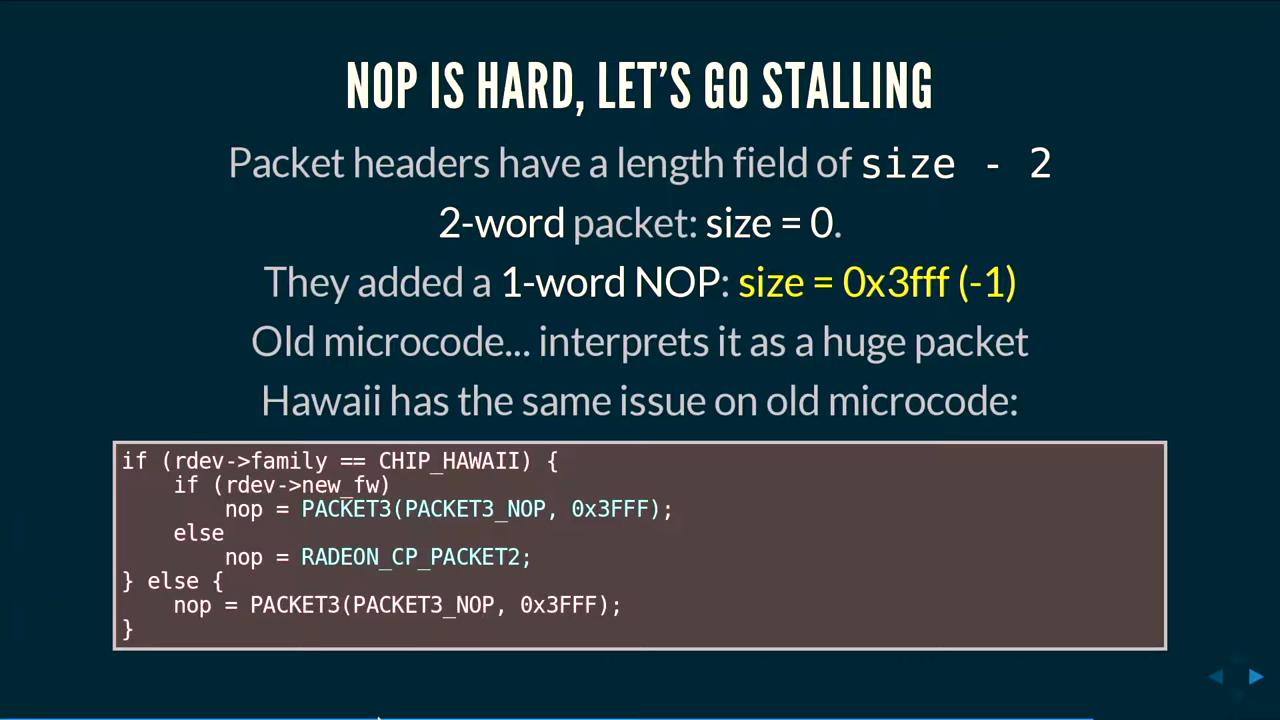 NOP IS HARD, LET'S GO STALLING
Packet headers have a length field of size - 2
2-word packet: size = 0.
They added a 1-word NOP: size = 0x3fff (-1)
Old microcode... interprets it as a huge packet
Hawaii has the same issue on old microcode:
if (rdev->family == CHIP_HAWAII) {
    if (rdev->new_fw)
        nop = PACKET3(PACKET3_NOP, 0x3FFF);
    else
        nop = RADEON_CP_PACKET2;
} else {
    nop = PACKET3(PACKET3_NOP, 0x3FFF);
}